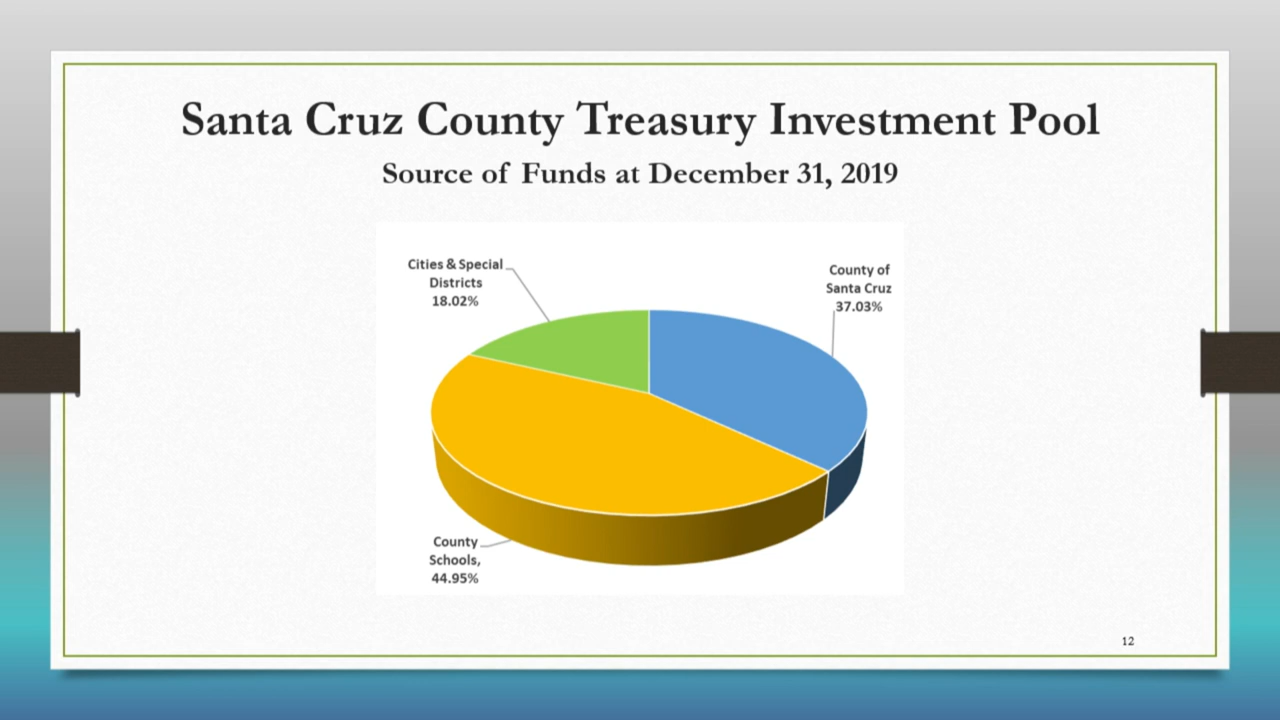 Santa Cruz County Treasury Investment Pool
Source of Funds at December 31, 2019
Cities & Special
Districts
18.02%
County of
Santa Cruz
37.03%
County
Schools,
44.95%
12